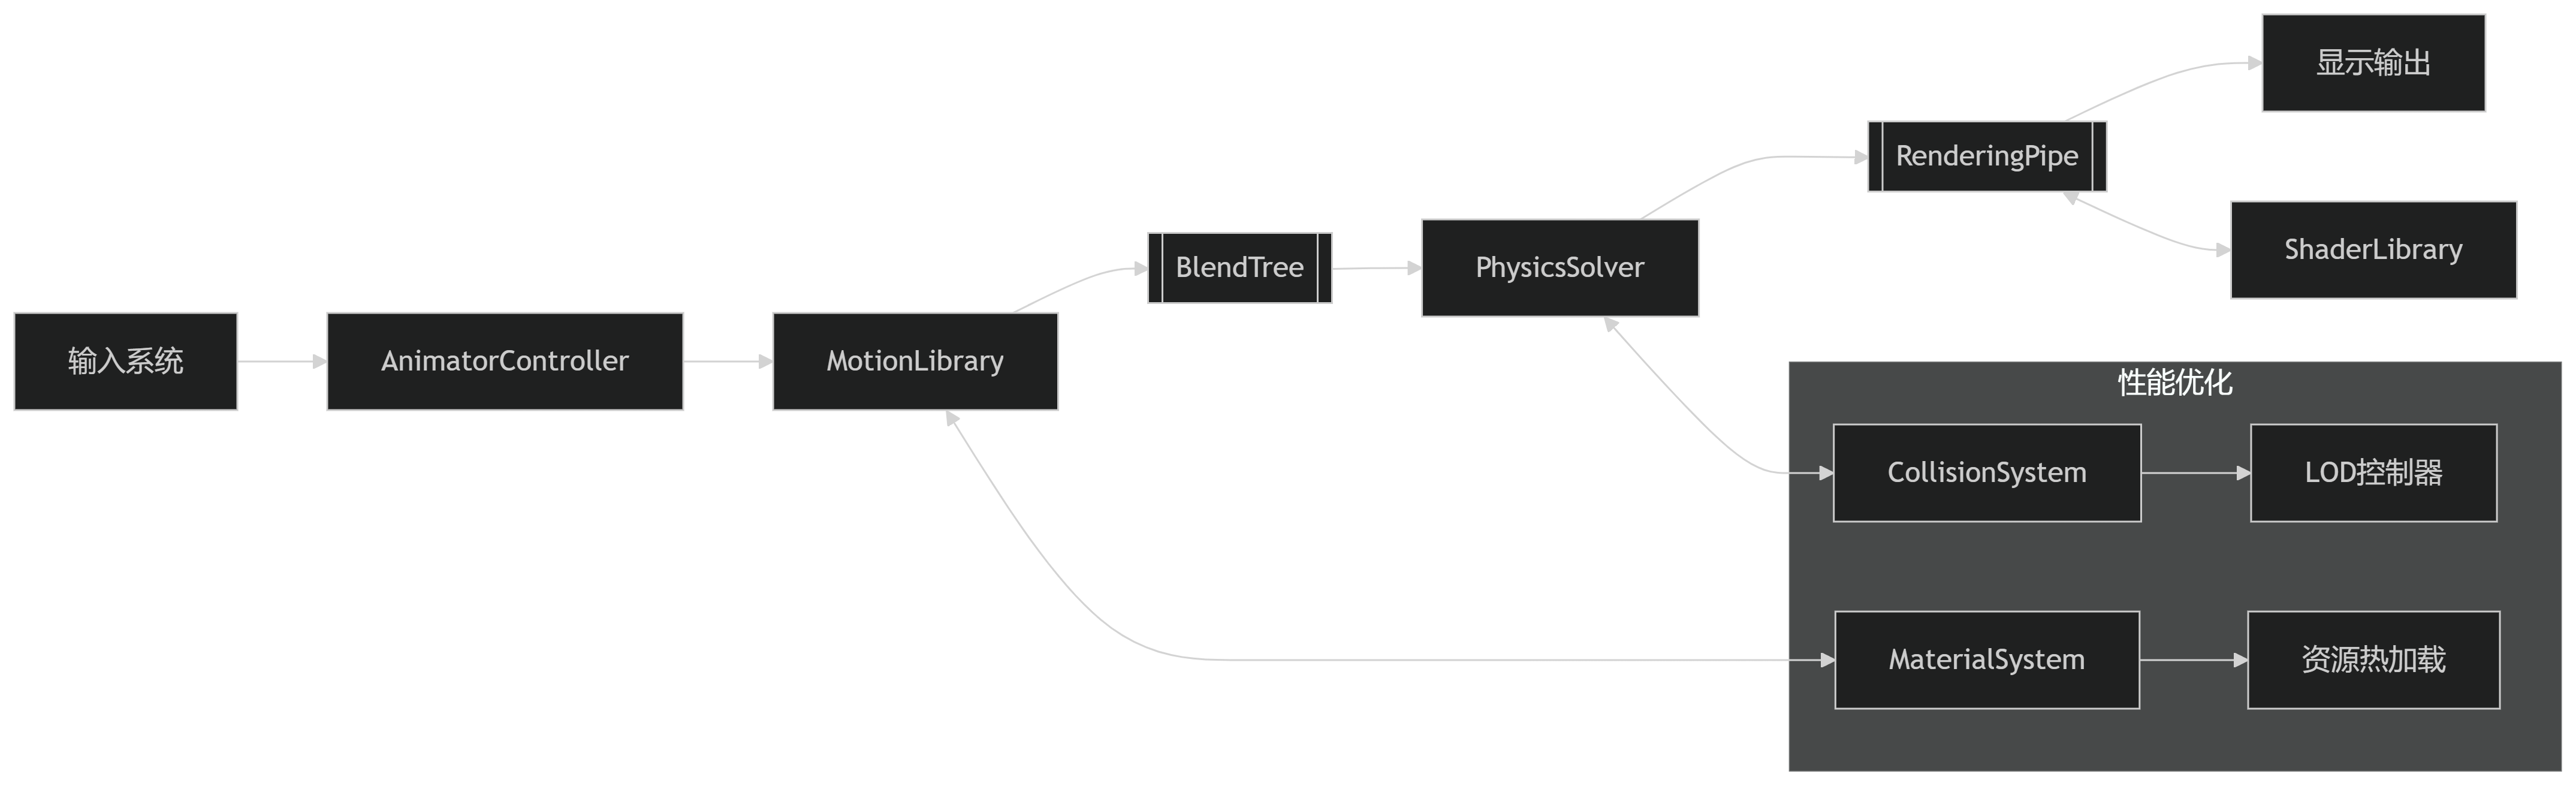 显示输出
RenderingPipe
BlendTree
PhysicsSolver
ShaderLibrary
输入系统
AnimatorController
MotionLibrary
性能优化
CollisionSystem
LOD控制器
MaterialSystem
资源热加载